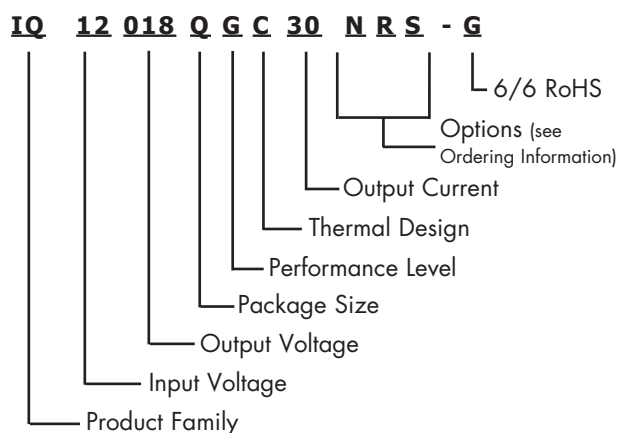 IQ 12 018 Q G C 30 N R S - G
6/6 RoHS
Options (see
Ordering Information)
Output Current
Thermal Design
Performance Level
Package Size
Output Voltage
Input Voltage
Product Family